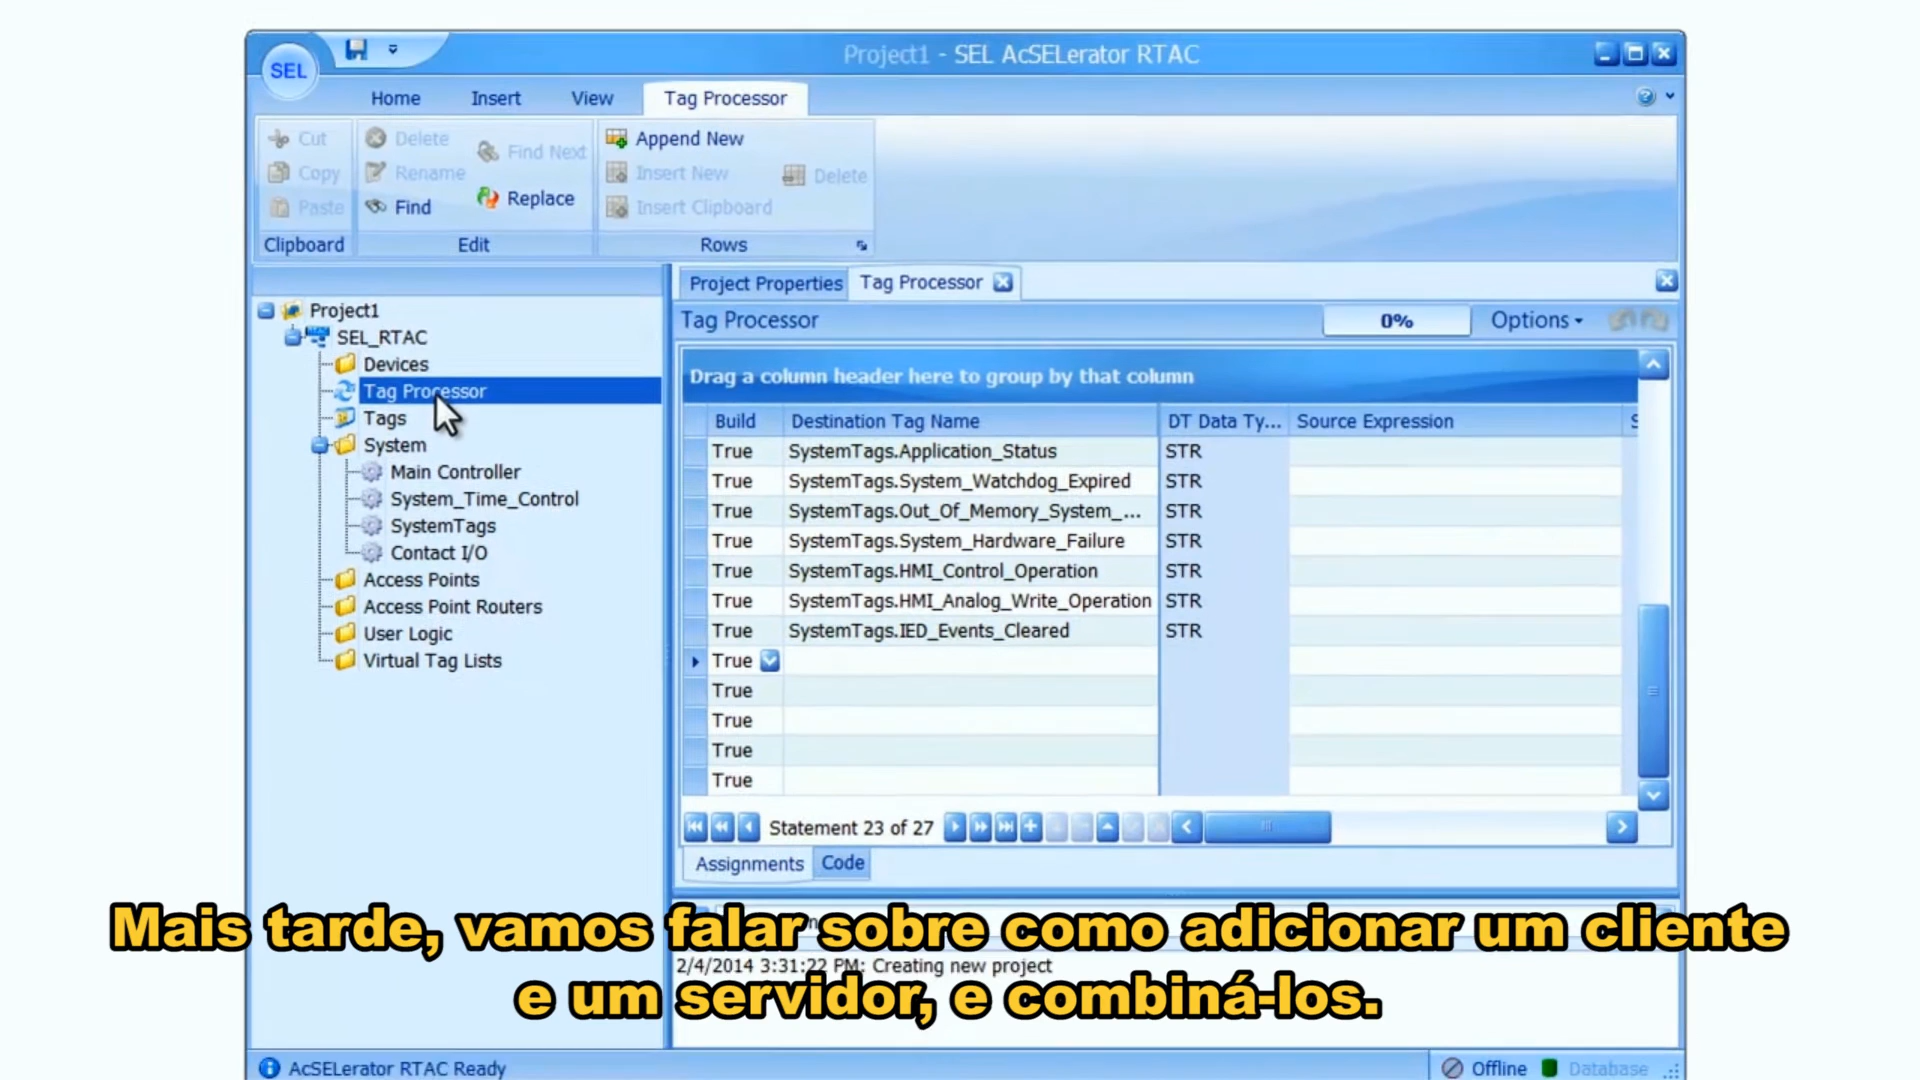 Project1 - SEL AcSELerator RTAC
SEL
Home Insert View Tag Processor
Cut
Copy
Paste
Clipboard
Delete
Rename
Find
Find Next
Replace
Edit
Append New
Insert New
Insert Clipboard
Delete
Rows
Project1
SEL_RTAC
Devices
Tag Processor
Tags
System
Main Controller
System_Time_Control
SystemTags
Contact I/O
Access Points
Access Point Routers
User Logic
Virtual Tag Lists
Project Properties Tag Processor
Tag Processor 0% Options
Drag a column header here to group by that column
Build Destination Tag Name DT Data Ty... Source Expression S
True SystemTags.Application_Status STR
True SystemTags.System_Watchdog_Expired STR
True SystemTags.Out_Of_Memory_System_... STR
True SystemTags.System_Hardware_Failure STR
True SystemTags.HMI_Control_Operation STR
True SystemTags.HMI_Analog_Write_Operation STR
True SystemTags.IED_Events_Cleared STR
True
True
True
True
True
Statement 23 of 27
Assignments Code
Mais tarde, vamos falar sobre como adicionar um cliente
2/4/2014 3:31:22 PM: Creating new project
e um servidor, e combiná-los.
AcSELerator RTAC Ready Offline Database